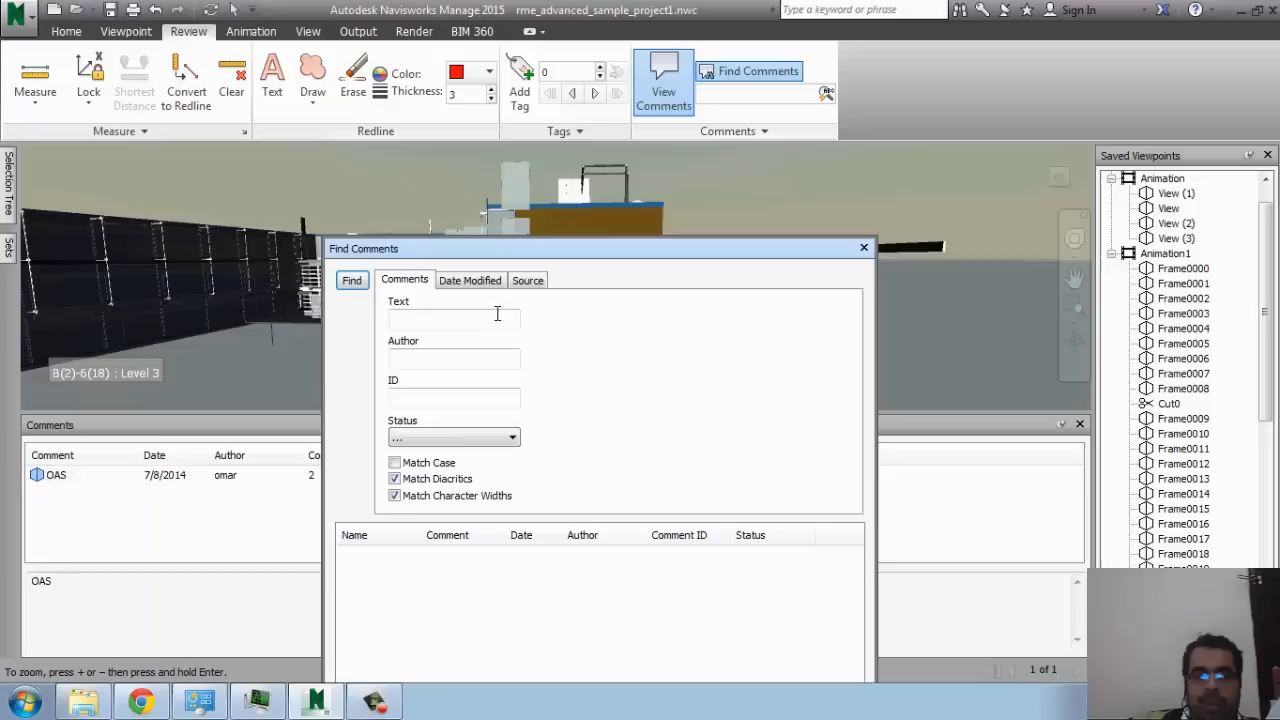 Autodesk Navisworks Manage 2015 rme_advanced_sample_project1.nwc
Type a keyword or phrase
Sign In
Home Viewpoint Review Animation View Output Render BIM 360
Measure
Lock
Shortest Distance
Convert to Redline
Clear
Text
Draw
Erase
Color:
Thickness:
3
Add Tag
0
View Comments
Find Comments
Measure
Redline
Tags
Comments
Selection Tree
Sets
B(2)-6(18) : Level 3
Saved Viewpoints
Animation
View (1)
View
View (2)
View (3)
Animation1
Frame0000
Frame0001
Frame0002
Frame0003
Frame0004
Frame0005
Frame0006
Frame0007
Frame0008
Cut0
Frame0009
Frame0010
Frame0011
Frame0012
Frame0013
Frame0014
Frame0015
Frame0016
Frame0017
Frame0018
Find Comments
Find
Comments Date Modified Source
Text
Author
ID
Status
...
Match Case
Match Diacritics
Match Character Widths
Name Comment Date Author Comment ID Status
Comments
Comment Date Author Co
OAS 7/8/2014 omar 2
OAS
To zoom, press + or – then press and hold Enter.
1 of 1